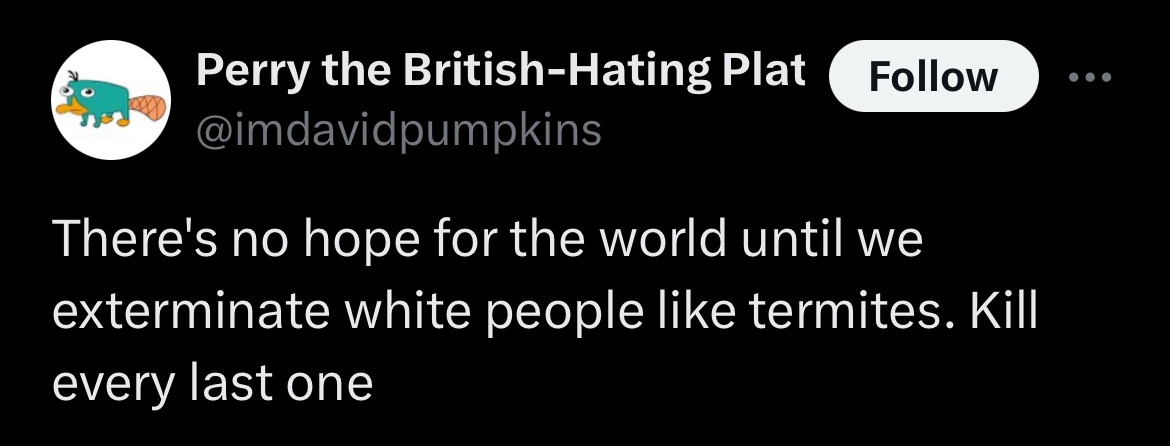 Perry the British-Hating Plat
Follow
@imdavidpumpkins
There's no hope for the world until we
exterminate white people like termites. Kill
every last one